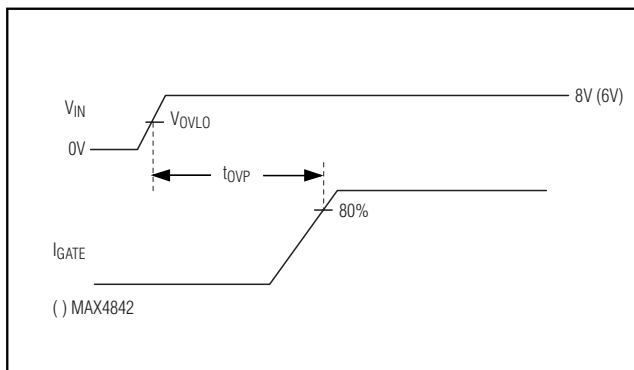 8V (6V)
VIN
VOVLO
0V
tOVP
80%
IGATE
( ) MAX4842